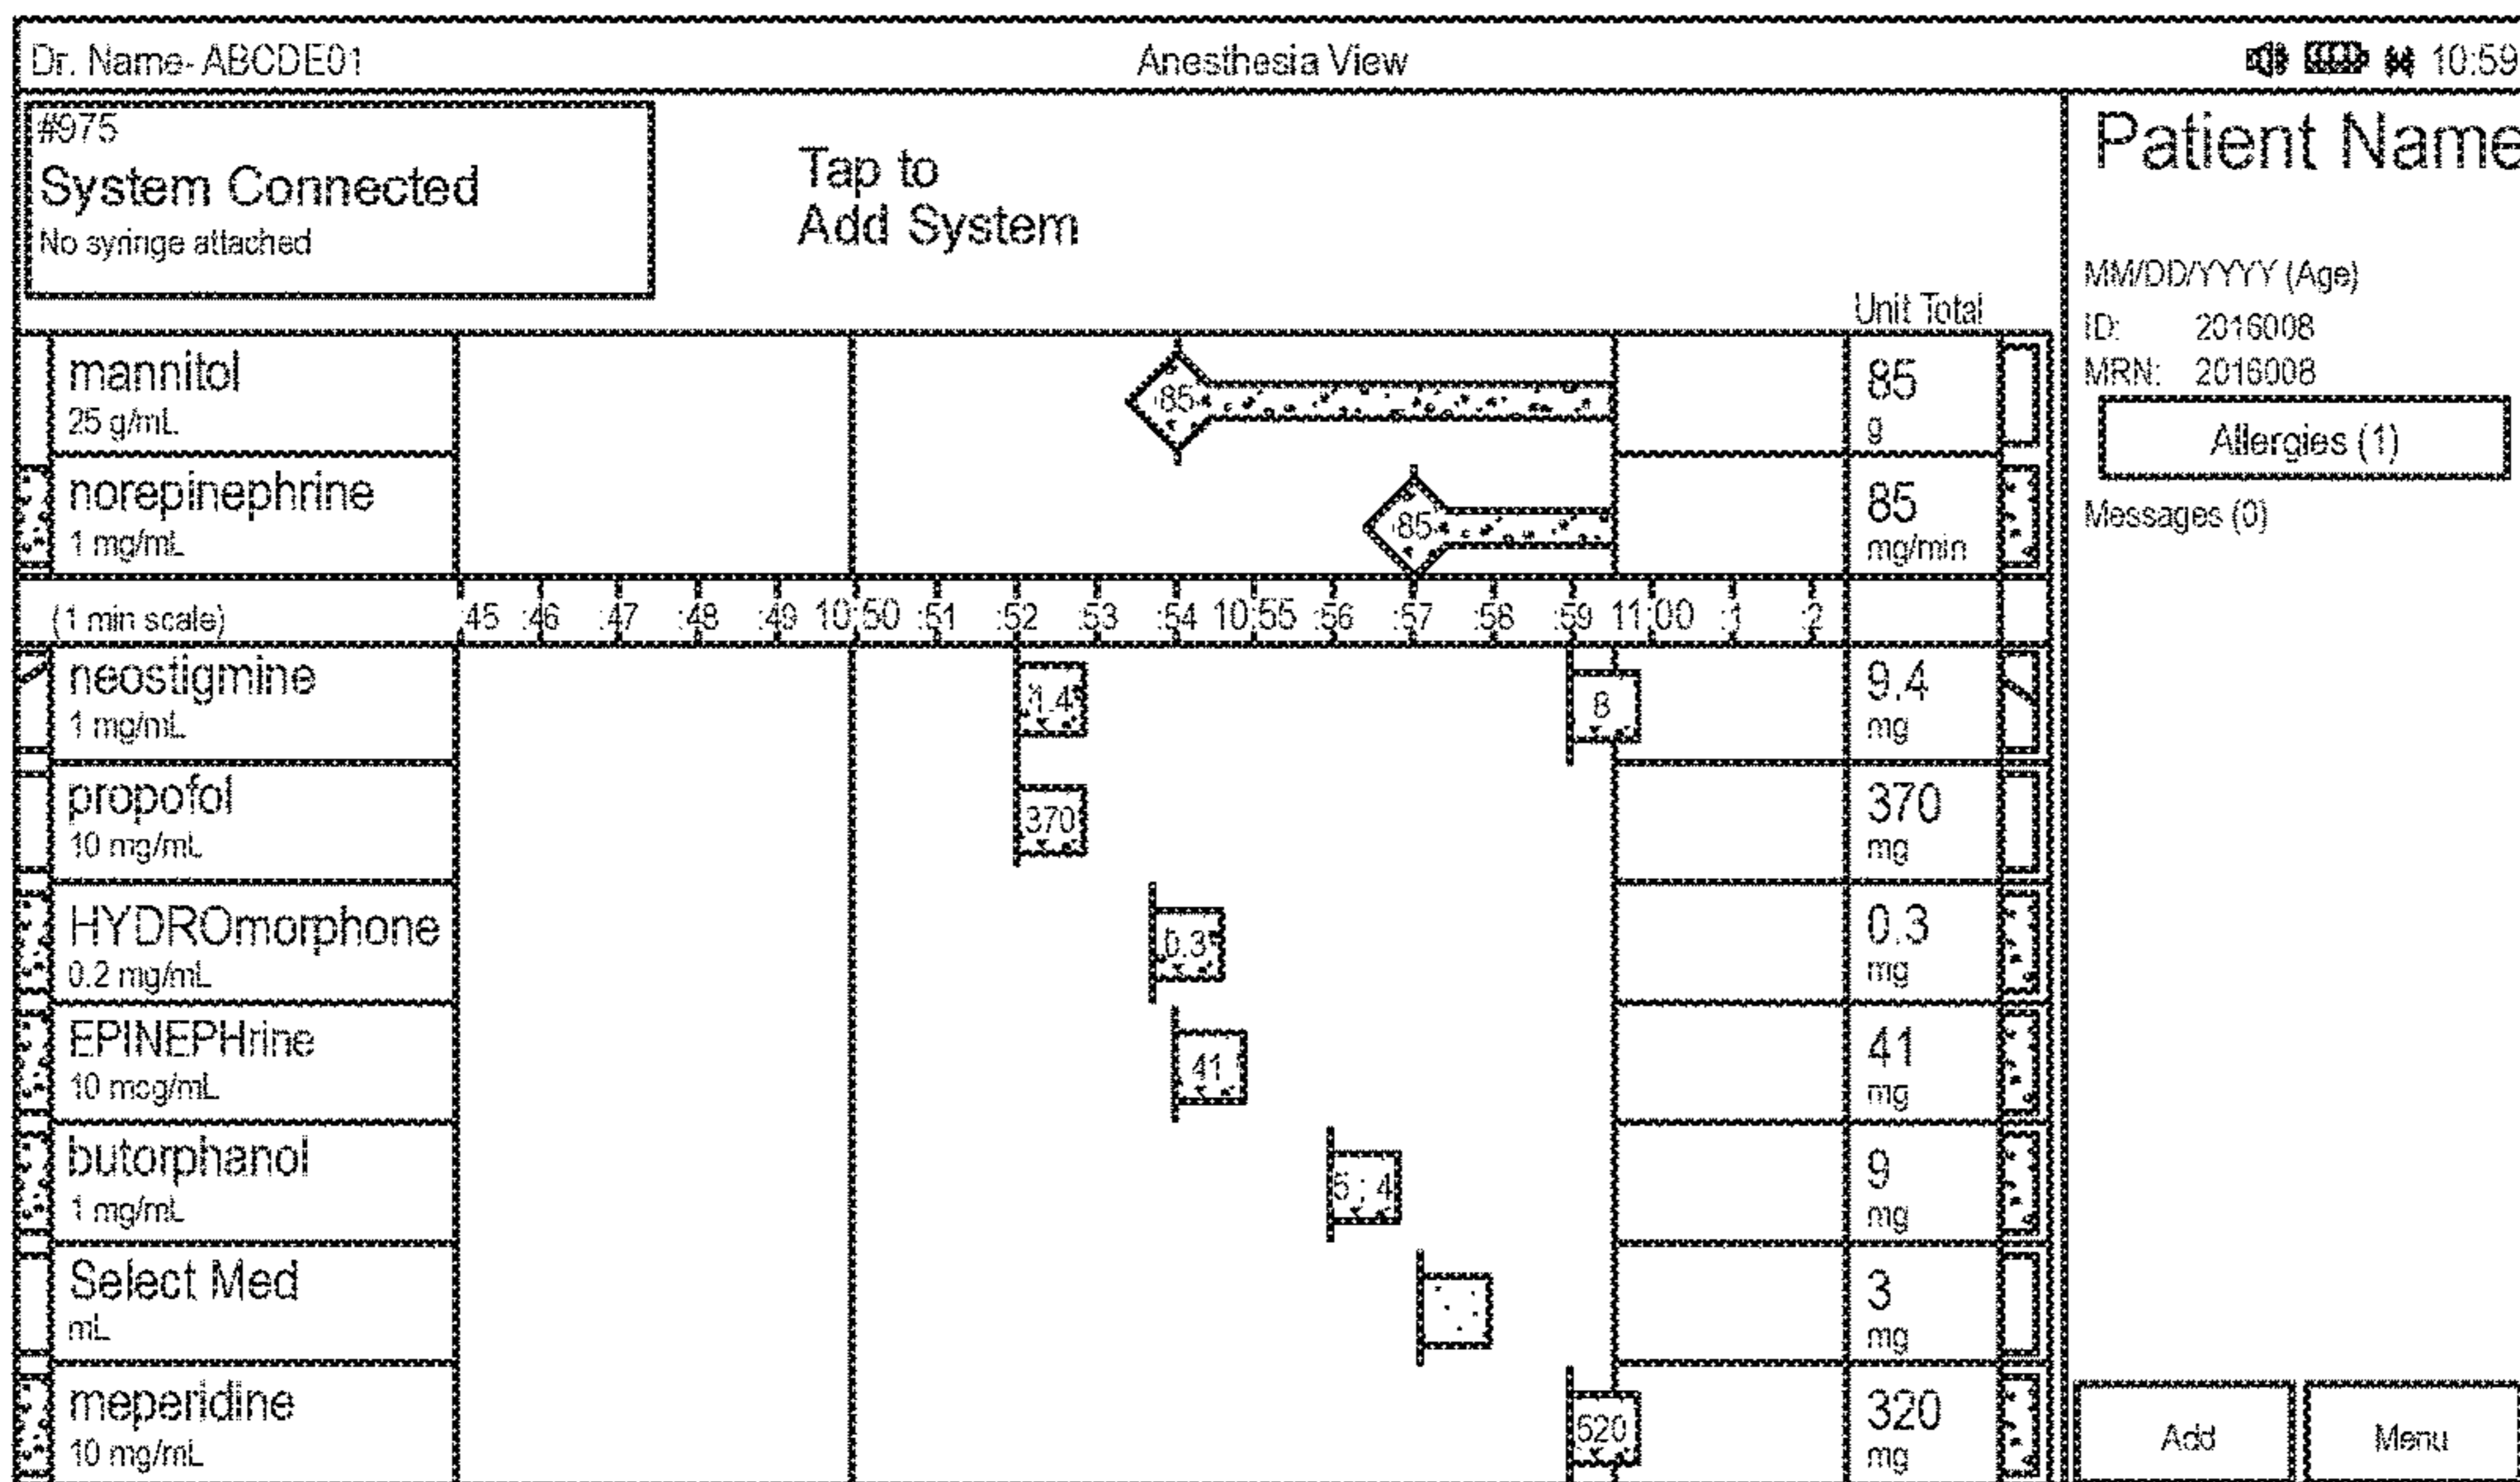 Dr. Name- ABCDE01 Anesthesia View 10:59
#975
System Connected
No syringe attached
Tap to
Add System
Patient Name
MM/DD/YYYY (Age)
ID: 2016008
MRN: 2016008
Allergies (1)
Messages (0)
Unit Total
mannitol
25 g/mL
85
85
g
norepinephrine
1 mg/mL
85
85
mg/min
(1 min scale) :45 :46 :47 :48 :49 10:50 :51 :52 :53 :54 10:55 :56 :57 :58 :59 11:00 :1 :2
neostigmine
1 mg/mL
1.4
8
9.4
mg
propofol
10 mg/mL
370
370
mg
HYDROmorphone
0.2 mg/mL
0.3
0.3
mg
EPINEPHrine
10 mcg/mL
41
41
mg
butorphanol
1 mg/mL
5 ; 4
9
mg
Select Med
mL
3
mg
meperidine
10 mg/mL
320
mg
Add
Menu